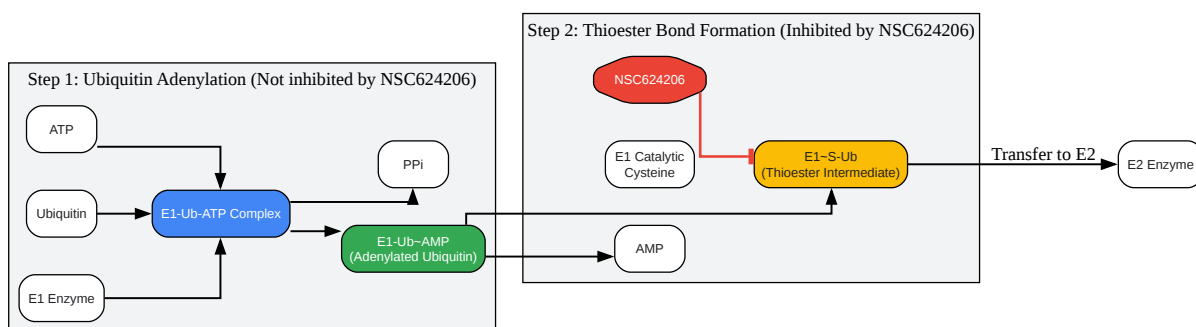 Step 1: Ubiquitin Adenylation (Not inhibited by NSC624206)
ATP
Ubiquitin
E1 Enzyme
E1-Ub-ATP Complex
PPi
E1-Ub~AMP
(Adenylated Ubiquitin)
Step 2: Thioester Bond Formation (Inhibited by NSC624206)
NSC624206
E1 Catalytic
Cysteine
E1~S-Ub
(Thioester Intermediate)
AMP
Transfer to E2
E2 Enzyme